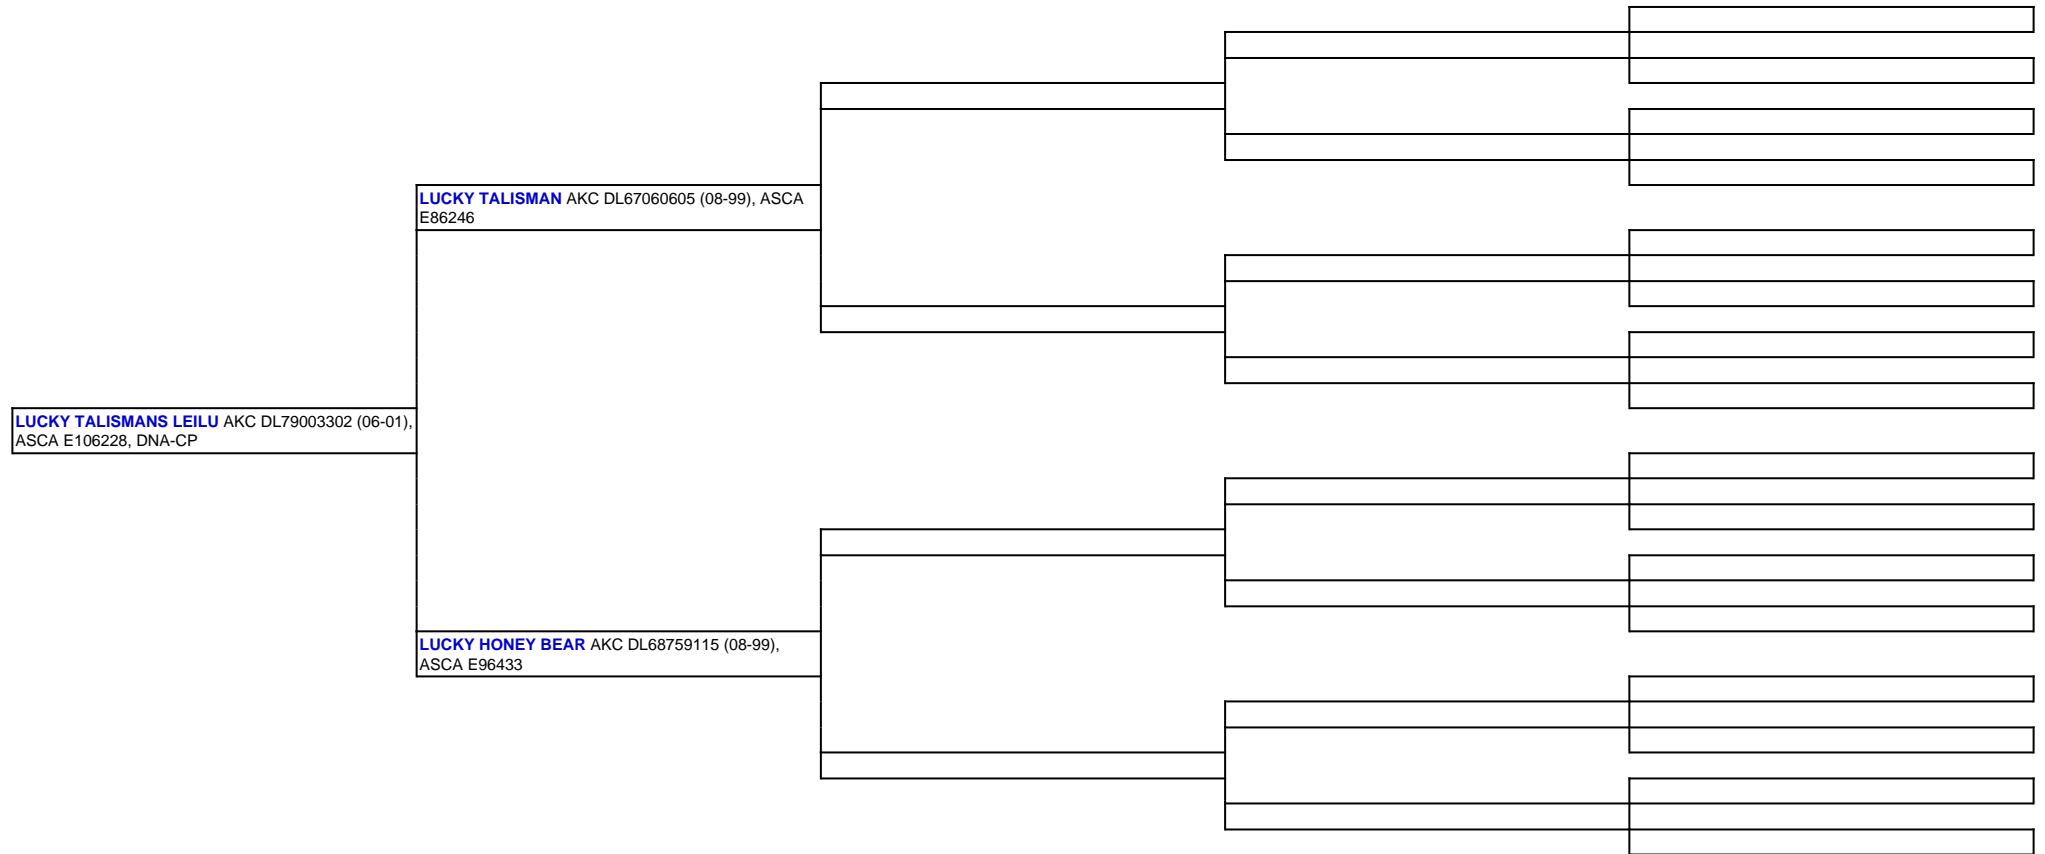 LUCKY TALISMAN AKC DL67060605 (08-99), ASCA
E86246
LUCKY TALISMANS LEILU AKC DL79003302 (06-01),
ASCA E106228, DNA-CP
LUCKY HONEY BEAR AKC DL68759115 (08-99),
ASCA E96433